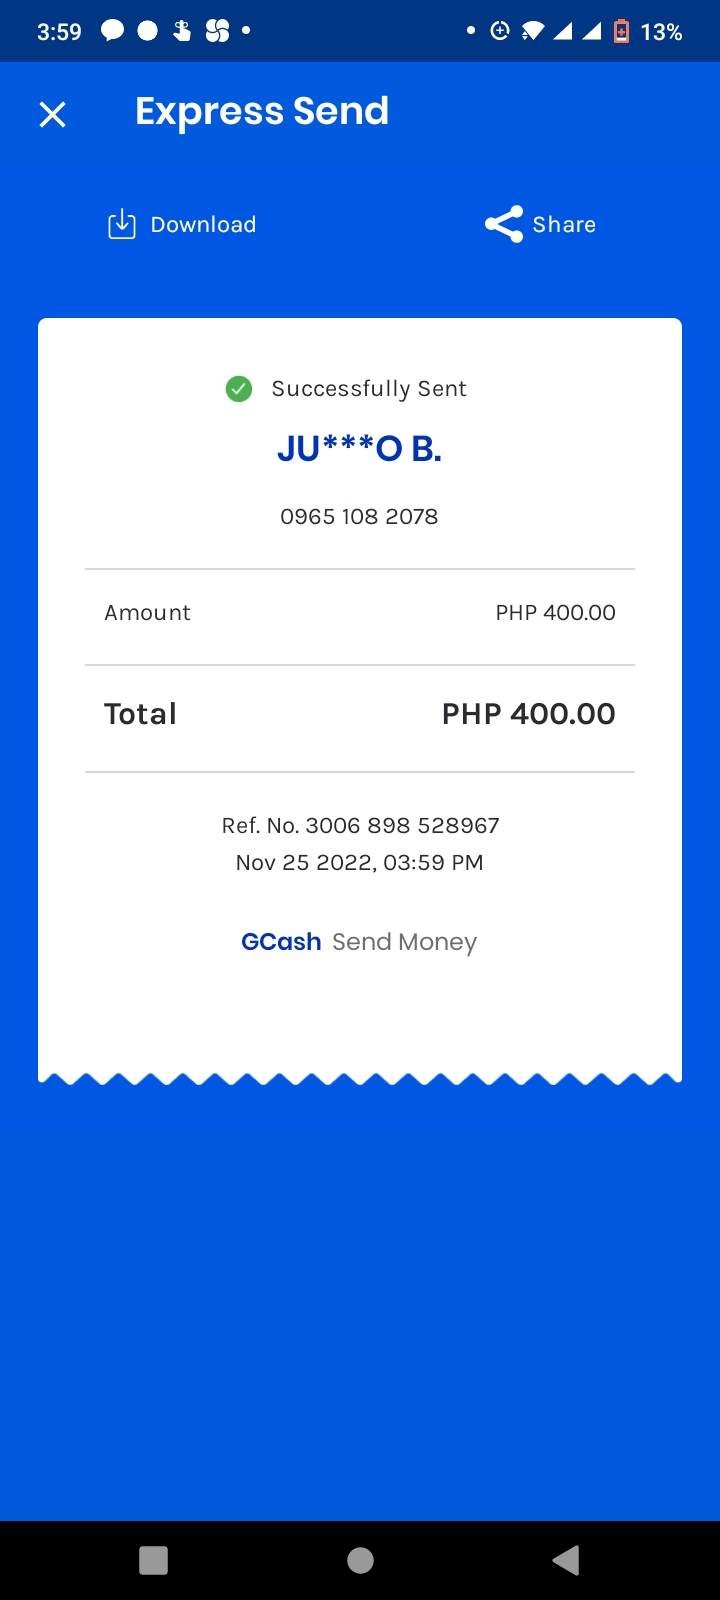 3:59 13%
Express Send
Download Share
Successfully Sent
JU***O B.
0965 108 2078
Amount PHP 400.00
Total PHP 400.00
Ref. No. 3006 898 528967
Nov 25 2022, 03:59 PM
GCash Send Money